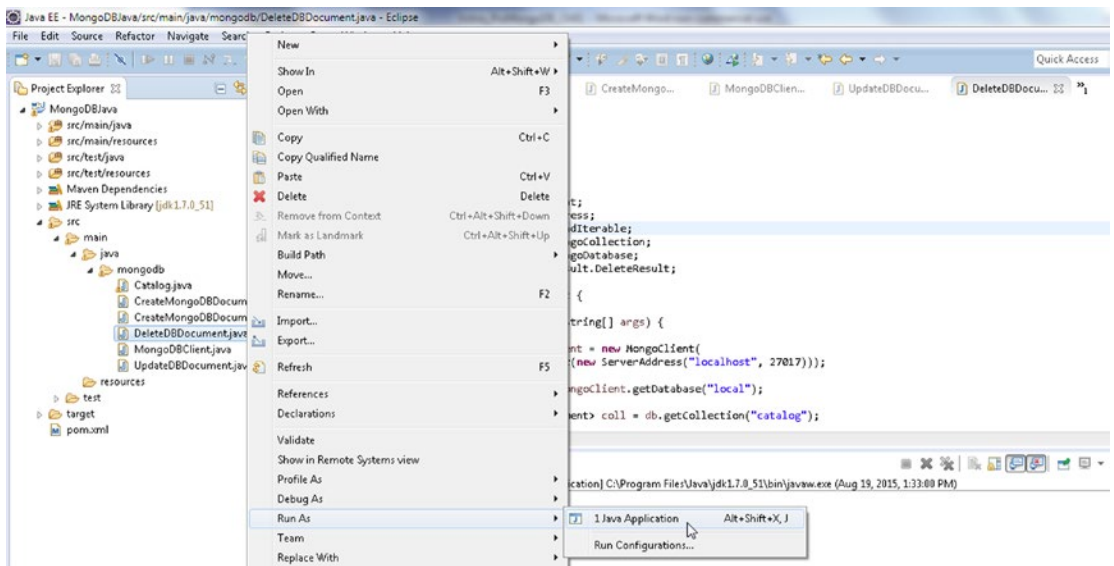 Java EE - MongoDBJava/src/main/java/mongodb/DeleteDBDocument.java - Eclipse
File Edit Source Refactor Navigate Searc
Quick Access
Project Explorer
MongoDBJava
src/main/java
src/main/resources
src/test/java
src/test/resources
Maven Dependencies
JRE System Library [jdk1.7.0_51]
src
main
java
mongodb
Catalog.java
CreateMongoDBDocum
CreateMongoDBDocum
DeleteDBDocument.java
MongoDBClient.java
UpdateDBDocument.jav
resources
test
target
pom.xml
New
Show In Alt+Shift+W
Open F3
Open With
Copy Ctrl+C
Copy Qualified Name
Paste Ctrl+V
Delete Delete
Remove from Context Ctrl+Alt+Shift+Down
Mark as Landmark Ctrl+Alt+Shift+Up
Build Path
Move...
Rename... F2
Import...
Export...
Refresh F5
References
Declarations
Validate
Show in Remote Systems view
Profile As
Debug As
Run As
Team
Replace With
1 Java Application Alt+Shift+X, J
Run Configurations...
CreateMongo... MongoDBClien... UpdateDBDocu... DeleteDBDocu... »1
t;
ess;
dIterable;
goCollection;
goDatabase;
ult.DeleteResult;
{
tring[] args) {
nt = new MongoClient(
(new ServerAddress("localhost", 27017)));
ngoClient.getDatabase("local");
ment> coll = db.getCollection("catalog");
ication] C:\Program Files\Java\jdk1.7.0_51\bin\javaw.exe (Aug 19, 2015, 1:33:00 PM)